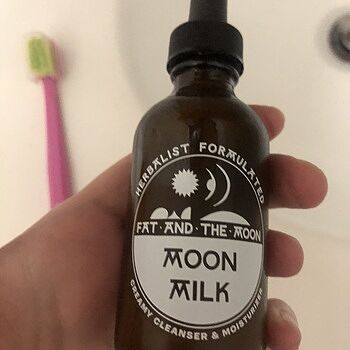 HERBALIST FORMULATED
FAT·AND·THE·MOON
MOON
MILK
CREAMY CLEANSER & MOISTURIZER